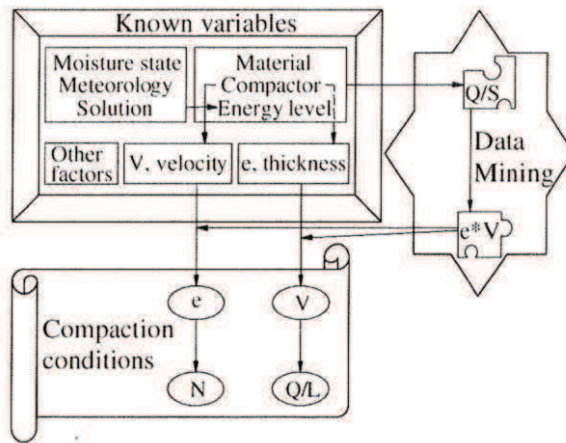 Known variables
Moisture state
Meteorology
Solution
Material
Compactor
Energy level
Other
factors
V, velocity
e, thickness
Q/S
Data
Mining
e*V
Compaction
conditions
e
V
N
Q/L